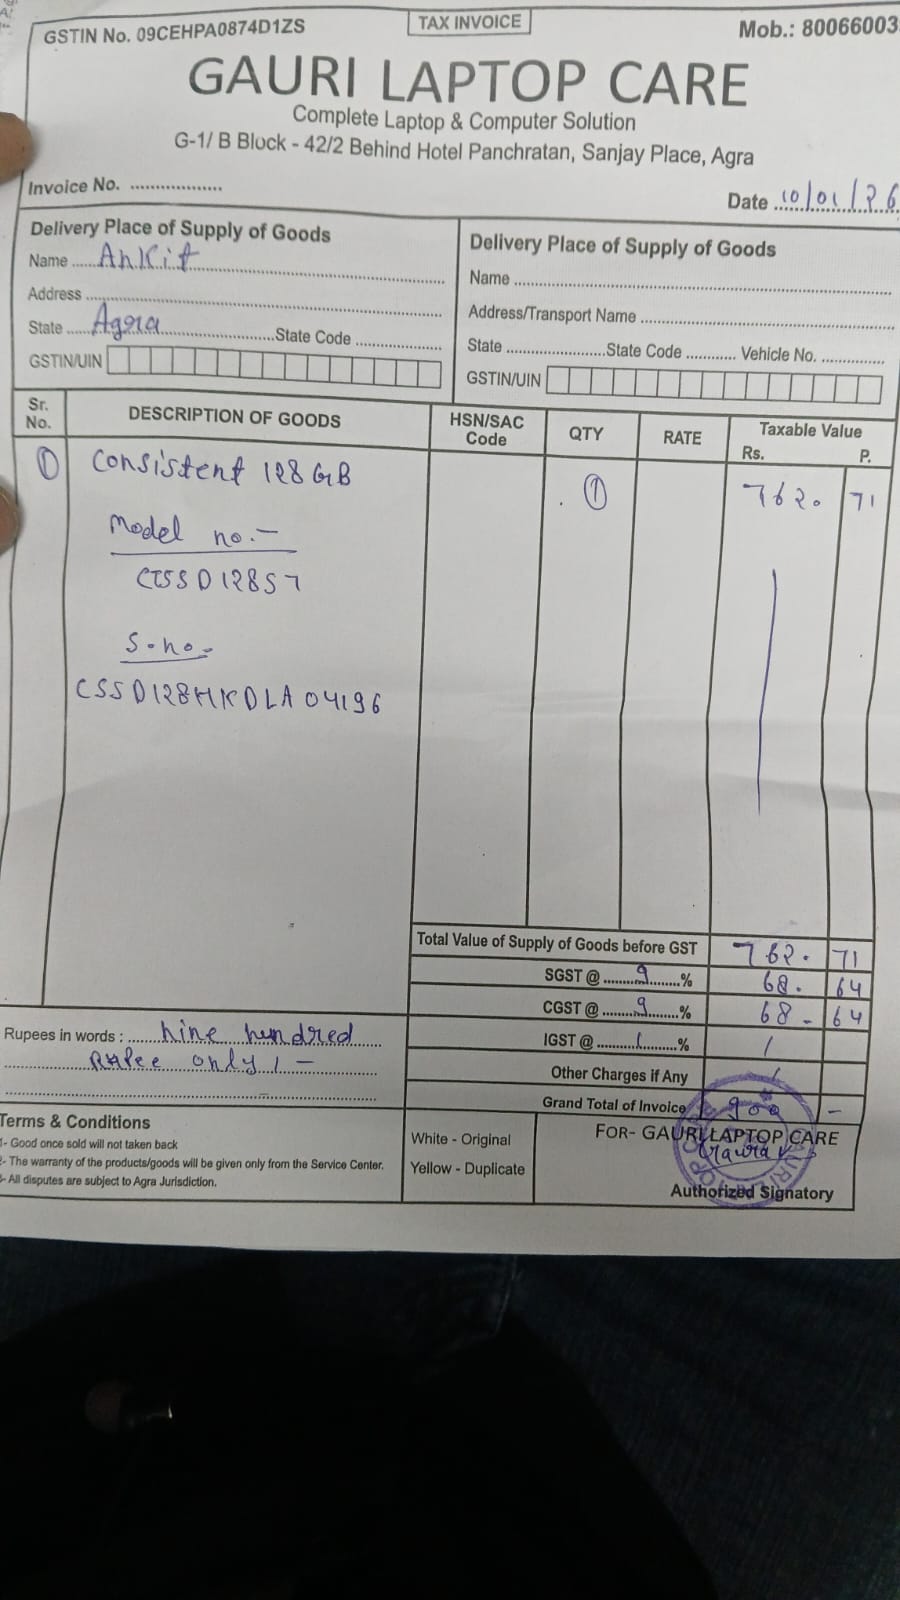 GSTIN No. 09CEHPA0874D1ZS
TAX INVOICE
Mob.: 80066003
GAURI LAPTOP CARE
Complete Laptop & Computer Solution
G-1/ B Block - 42/2 Behind Hotel Panchratan, Sanjay Place, Agra
Invoice No. ..................
Date 10/01/26
Delivery Place of Supply of Goods
Name Ankit
Address
State Agra State Code
GSTIN/UIN
Delivery Place of Supply of Goods
Name
Address/Transport Name
State State Code Vehicle No.
GSTIN/UIN
Sr. No. DESCRIPTION OF GOODS HSN/SAC Code QTY RATE Taxable Value Rs. P.
① Consistent 128 GB ① 762. 71
Model no.-
CTSSD128S7
S.no.
CSSD128HKDLA04196
Total Value of Supply of Goods before GST 762. 71
SGST @ 9 % 68. 64
CGST @ 9 % 68 - 64
IGST @ / % /
Other Charges if Any /
Grand Total of Invoice 900 -
Rupees in words : nine hundred
only /-
Terms & Conditions
1- Good once sold will not taken back
2- The warranty of the products/goods will be given only from the Service Center.
3- All disputes are subject to Agra Jurisdiction.
White - Original
Yellow - Duplicate
FOR- GAURI LAPTOP CARE
Authorized Signatory